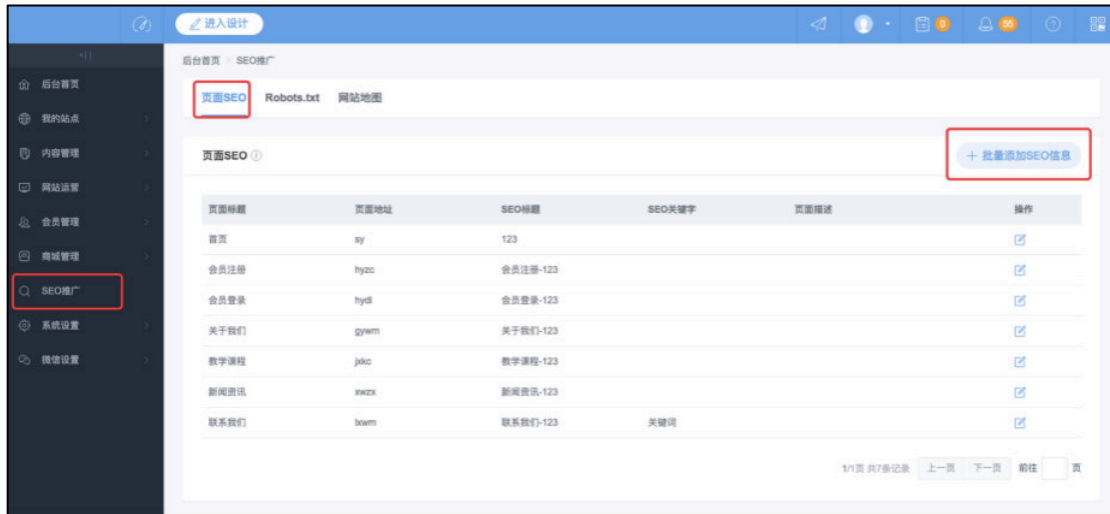 进入设计
0
55
后台首页 > SEO推广
后台首页
我的站点
内容管理
网站运营
会员管理
商城管理
SEO推广
系统设置
微信设置
页面SEO Robots.txt 网站地图
页面SEO
+ 批量添加SEO信息
页面标题 页面地址 SEO标题 SEO关键字 页面描述 操作
首页 sy 123
会员注册 hyzc 会员注册-123
会员登录 hydl 会员登录-123
关于我们 gywm 关于我们-123
教学课程 jxkc 教学课程-123
新闻资讯 xwzx 新闻资讯-123
联系我们 lxwm 联系我们-123 关键词
1/1页 共7条记录 上一页 下一页 前往 页